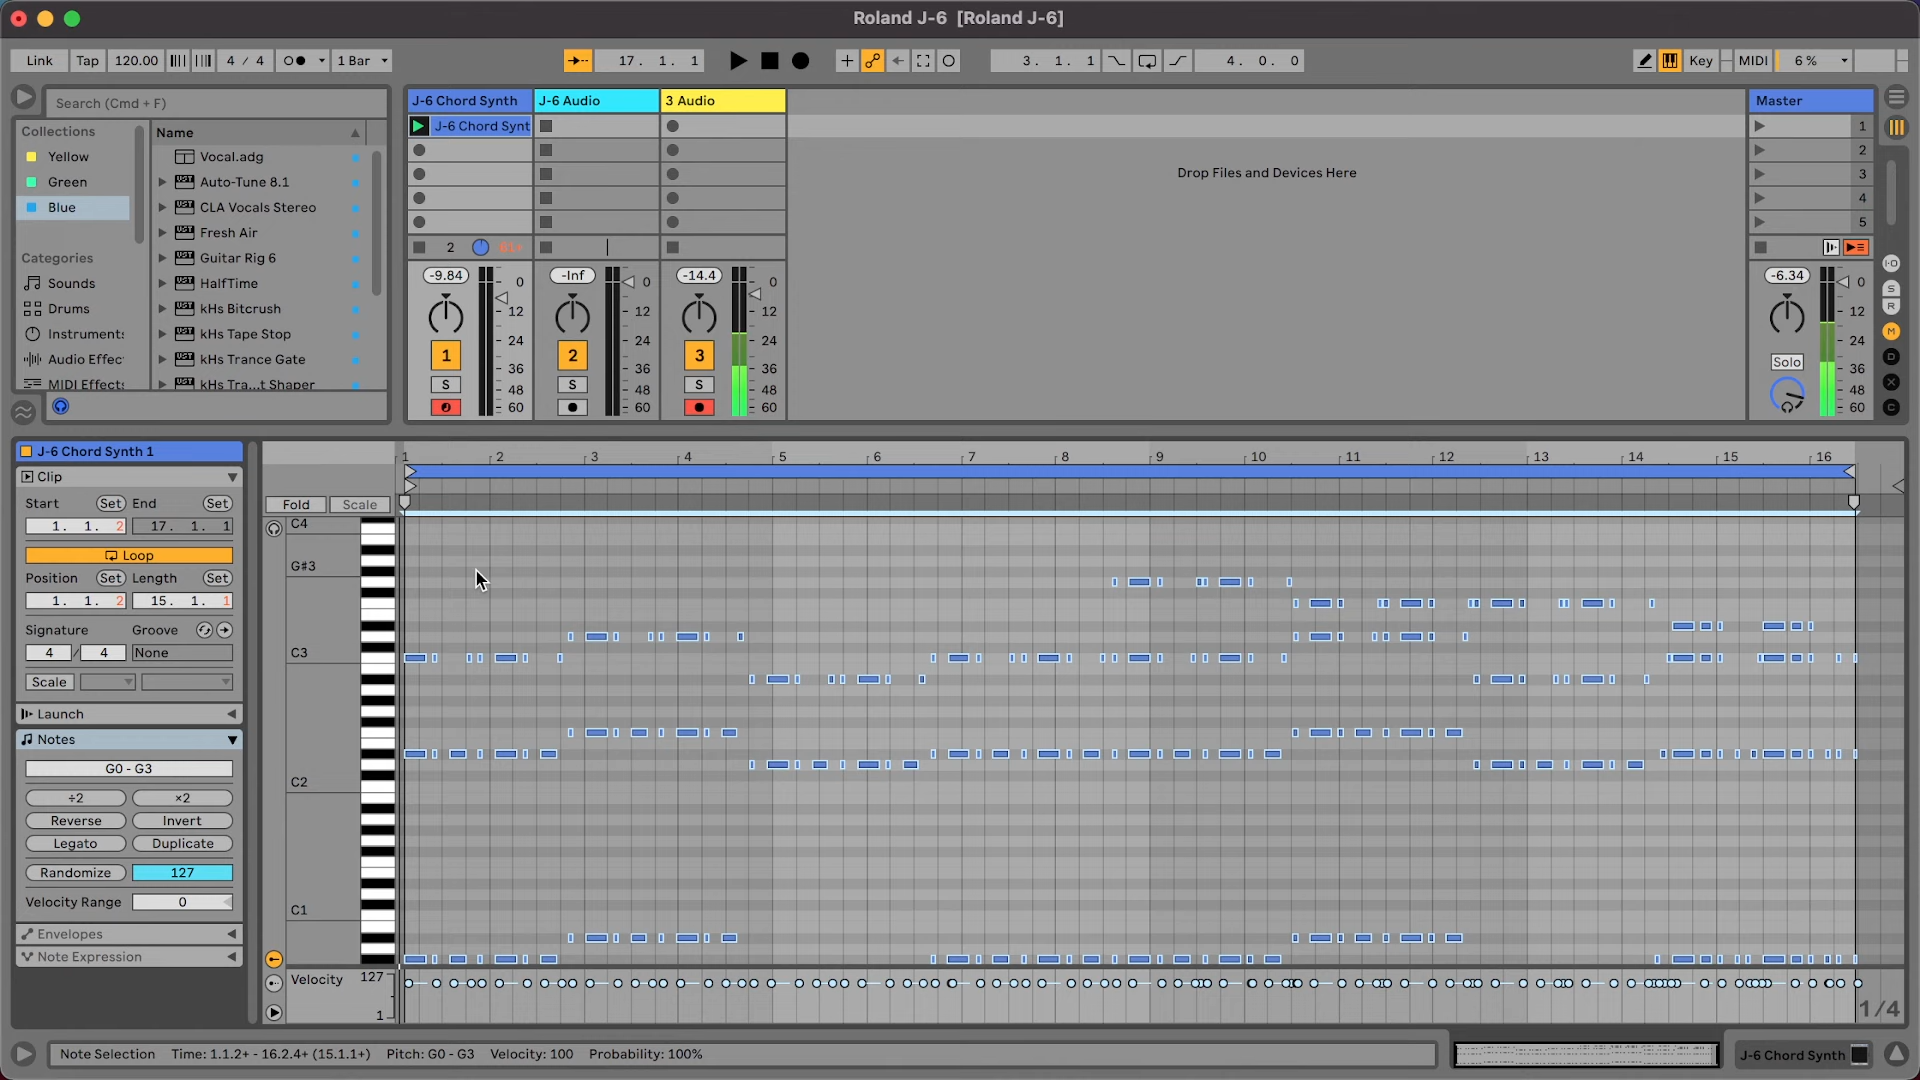 Roland J-6  [Roland J-6]
Link Tap 120.00 4 / 4 1 Bar 17. 1. 1 3. 1. 1 4. 0. 0 Key MIDI 6 %
Search (Cmd + F)
Collections
Yellow
Green
Blue
Categories
Sounds
Drums
Instrument:
Audio Effec
MIDI Effect:
Name
Vocal.adg
Auto-Tune 8.1
CLA Vocals Stereo
Fresh Air
Guitar Rig 6
HalfTime
kHs Bitcrush
kHs Tape Stop
kHs Trance Gate
kHs Tra...t Shaper
J-6 Chord Synth J-6 Audio 3 Audio Master
J-6 Chord Synt 1
2
3
4
5
Drop Files and Devices Here
2 61+
-9.84 -Inf -14.4 -6.34
0 0 0 0
12 12 12 12
24 24 24 24
1 2 3 Solo
36 36 36 36
S S S
48 48 48 48
60 60 60 60
I-O
S
R
M
D
X
C
J-6 Chord Synth 1
Clip
Start Set End Set
1. 1. 2 17. 1. 1
Loop
Position Set Length Set
1. 1. 2 15. 1. 1
Signature Groove
4 / 4 None
Scale
Launch
Notes
G0 - G3
÷2 ×2
Reverse Invert
Legato Duplicate
Randomize 127
Velocity Range 0
Envelopes
Note Expression
1 2 3 4 5 6 7 8 9 10 11 12 13 14 15 16
Fold Scale
C4
G#3
C3
C2
C1
Velocity 127
1
1/4
Note Selection Time: 1.1.2+ - 16.2.4+ (15.1.1+) Pitch: G0 - G3 Velocity: 100 Probability: 100%
J-6 Chord Synth